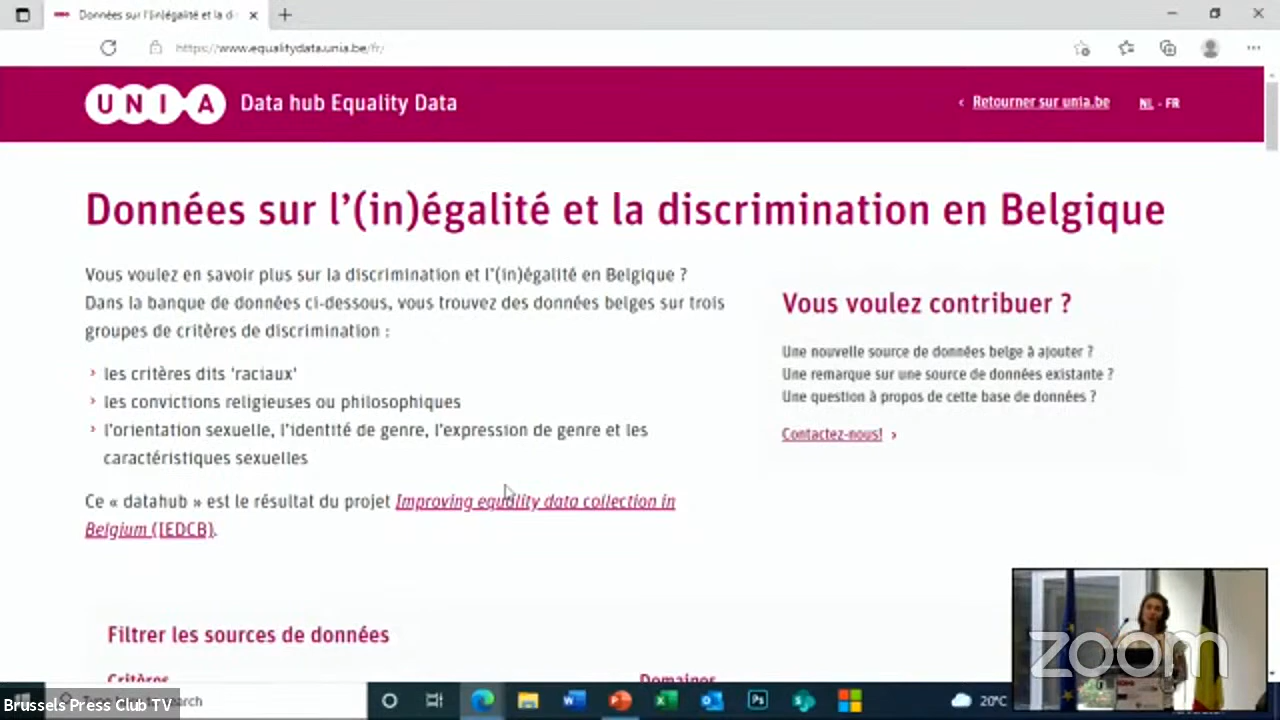 Données sur l'(in)égalité et la d
https://www.equalitydata.unia.be/fr/
UNIA Data hub Equality Data
Retourner sur unia.be
NL - FR
Données sur l'(in)égalité et la discrimination en Belgique
Vous voulez en savoir plus sur la discrimination et l'(in)égalité en Belgique ?
Dans la banque de données ci-dessous, vous trouvez des données belges sur trois
groupes de critères de discrimination :
les critères dits 'raciaux'
les convictions religieuses ou philosophiques
l'orientation sexuelle, l'identité de genre, l'expression de genre et les
caractéristiques sexuelles
Ce « datahub » est le résultat du projet Improving equality data collection in
Belgium (IEDCB).
Vous voulez contribuer ?
Une nouvelle source de données belge à ajouter ?
Une remarque sur une source de données existante ?
Une question à propos de cette base de données ?
Contactez-nous!
Filtrer les sources de données
Critères
Domaines
zoom
Brussels Press Club TV
20°C